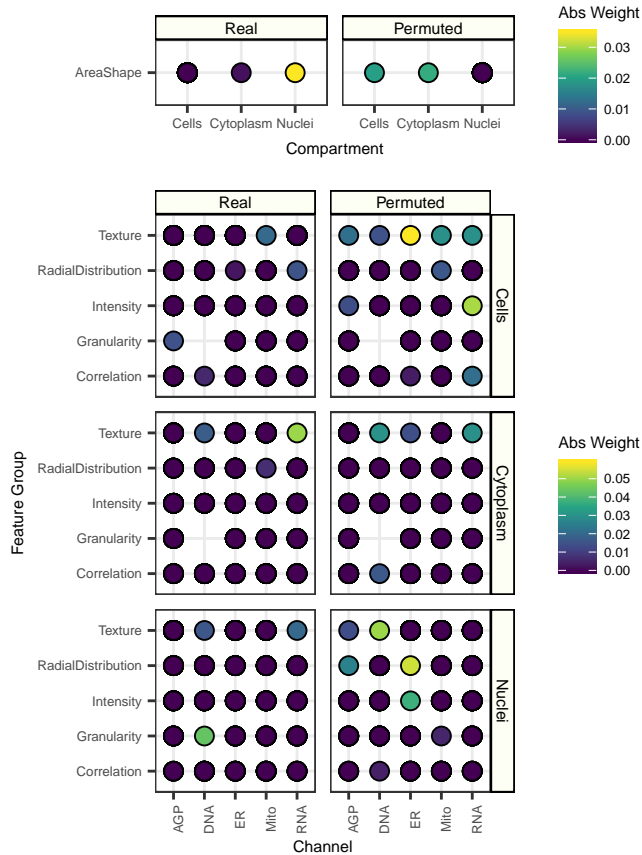 Real Permuted
AreaShape
Cells Cytoplasm Nuclei Cells Cytoplasm Nuclei
Compartment
Abs Weight
0.03
0.02
0.01
0.00
Real Permuted
Feature Group
Texture
RadialDistribution
Intensity
Granularity
Correlation
Cells
Texture
RadialDistribution
Intensity
Granularity
Correlation
Cytoplasm
Texture
RadialDistribution
Intensity
Granularity
Correlation
Nuclei
AGP DNA ER Mito RNA AGP DNA ER Mito RNA
Channel
Abs Weight
0.05
0.04
0.03
0.02
0.01
0.00